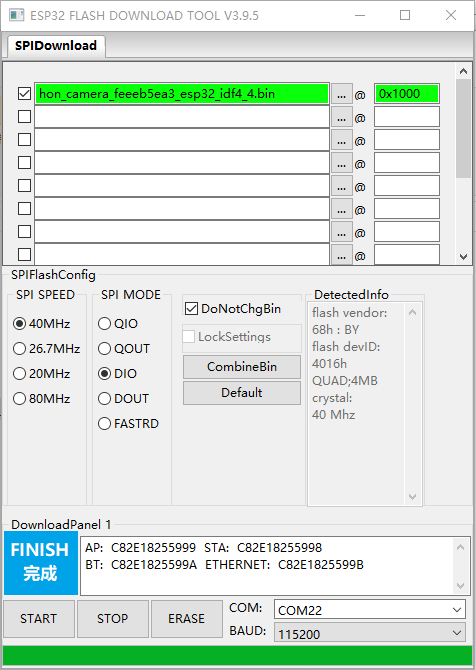 ESP32 FLASH DOWNLOAD TOOL V3.9.5
SPIDownload
hon_camera_feeeb5ea3_esp32_idf4_4.bin ... @ 0x1000
... @
... @
... @
... @
... @
... @
... @
SPIFlashConfig
SPI SPEED
40MHz
26.7MHz
20MHz
80MHz
SPI MODE
QIO
QOUT
DIO
DOUT
FASTRD
DoNotChgBin
LockSettings
CombineBin
Default
DetectedInfo
flash vendor:
68h : BY
flash devID:
4016h
QUAD;4MB
crystal:
40 Mhz
DownloadPanel 1
FINISH
完成
AP: C82E18255999 STA: C82E18255998
BT: C82E1825599A ETHERNET: C82E1825599B
START
STOP
ERASE
COM: COM22
BAUD: 115200